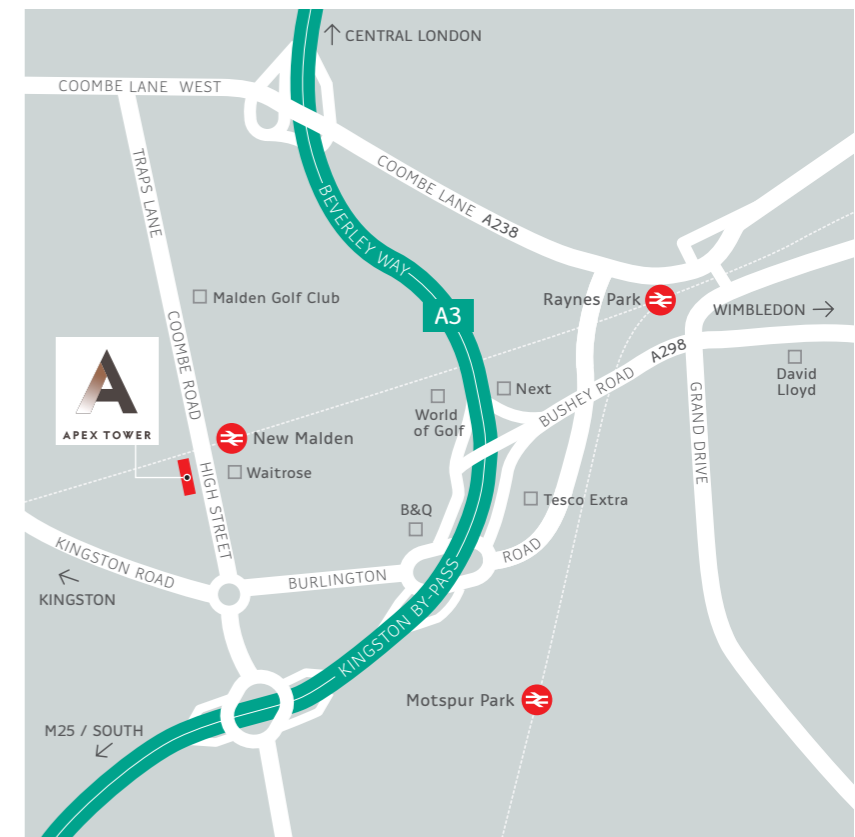 CENTRAL LONDON
COOMBE LANE WEST
TRAPS LANE
COOMBE LANE A238
BEVERLEY WAY
Malden Golf Club
Raynes Park
A3
WIMBLEDON
COOMBE ROAD
A
APEX TOWER
BUSHEY ROAD A298
David
Lloyd
Next
World
of Golf
GRAND DRIVE
New Malden
Waitrose
HIGH STREET
Tesco Extra
B&Q
KINGSTON ROAD
BURLINGTON
ROAD
KINGSTON
KINGSTON BY-PASS
Motspur Park
M25 / SOUTH